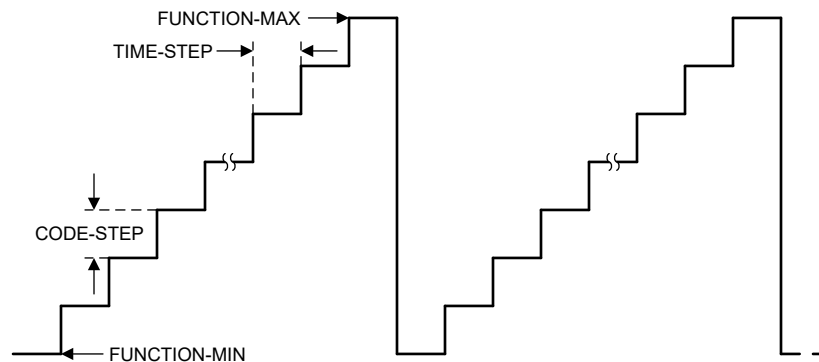 FUNCTION-MAX
TIME-STEP
CODE-STEP
FUNCTION-MIN